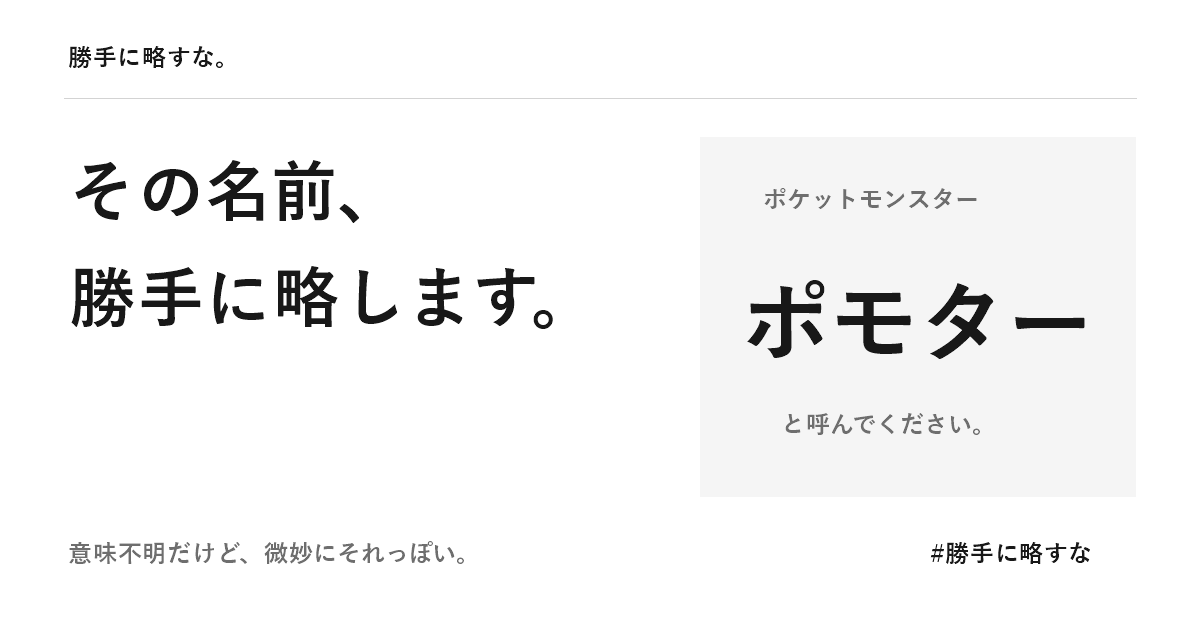 勝手に略すな。
その名前、
勝手に略します。
ポケットモンスター
ポモター
と呼んでください。
意味不明だけど、微妙にそれっぽい。
#勝手に略すな